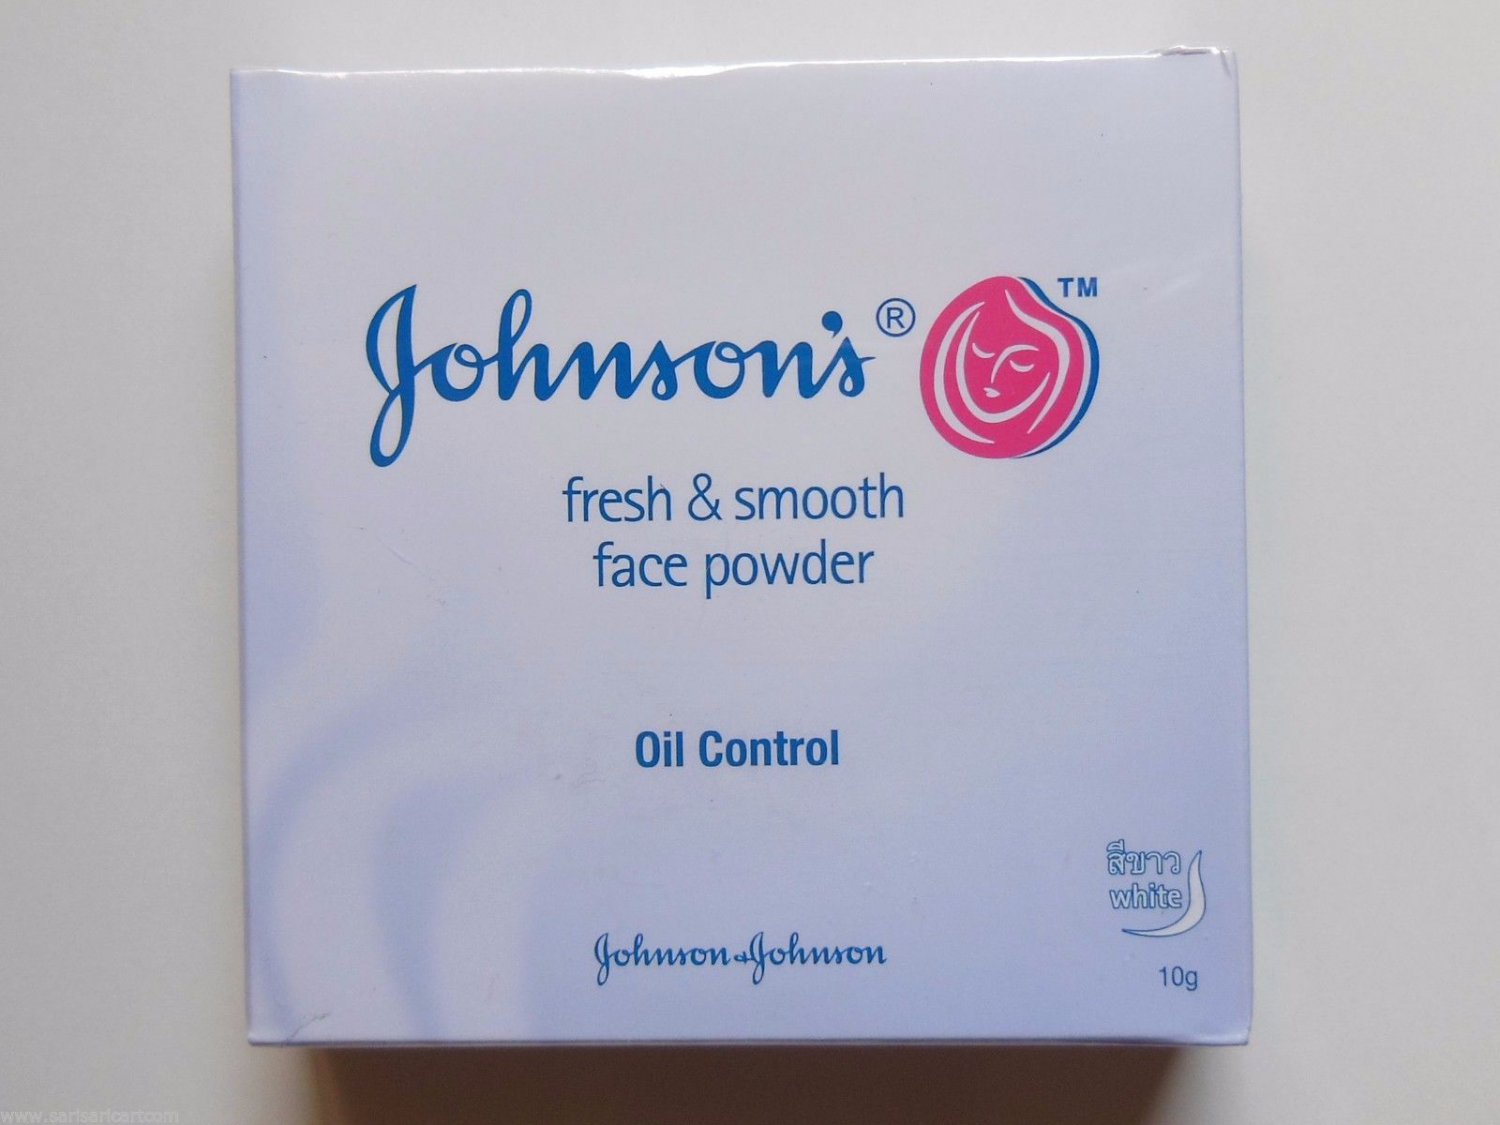 Johnson's® TM
fresh & smooth
face powder
Oil Control
สีขาว
white
Johnson & Johnson
10g
www.sarisaricart.com